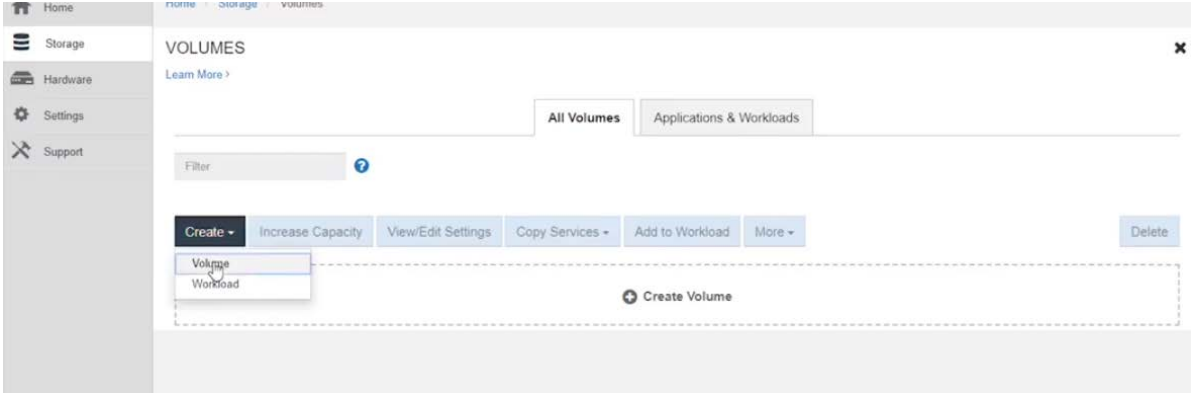 Home
Home / Storage / Volumes
Storage
VOLUMES
Hardware
Learn More >
Settings
All Volumes
Applications & Workloads
Support
Filter
Create
Increase Capacity
View/Edit Settings
Copy Services
Add to Workload
More
Delete
Volume
Workload
Create Volume